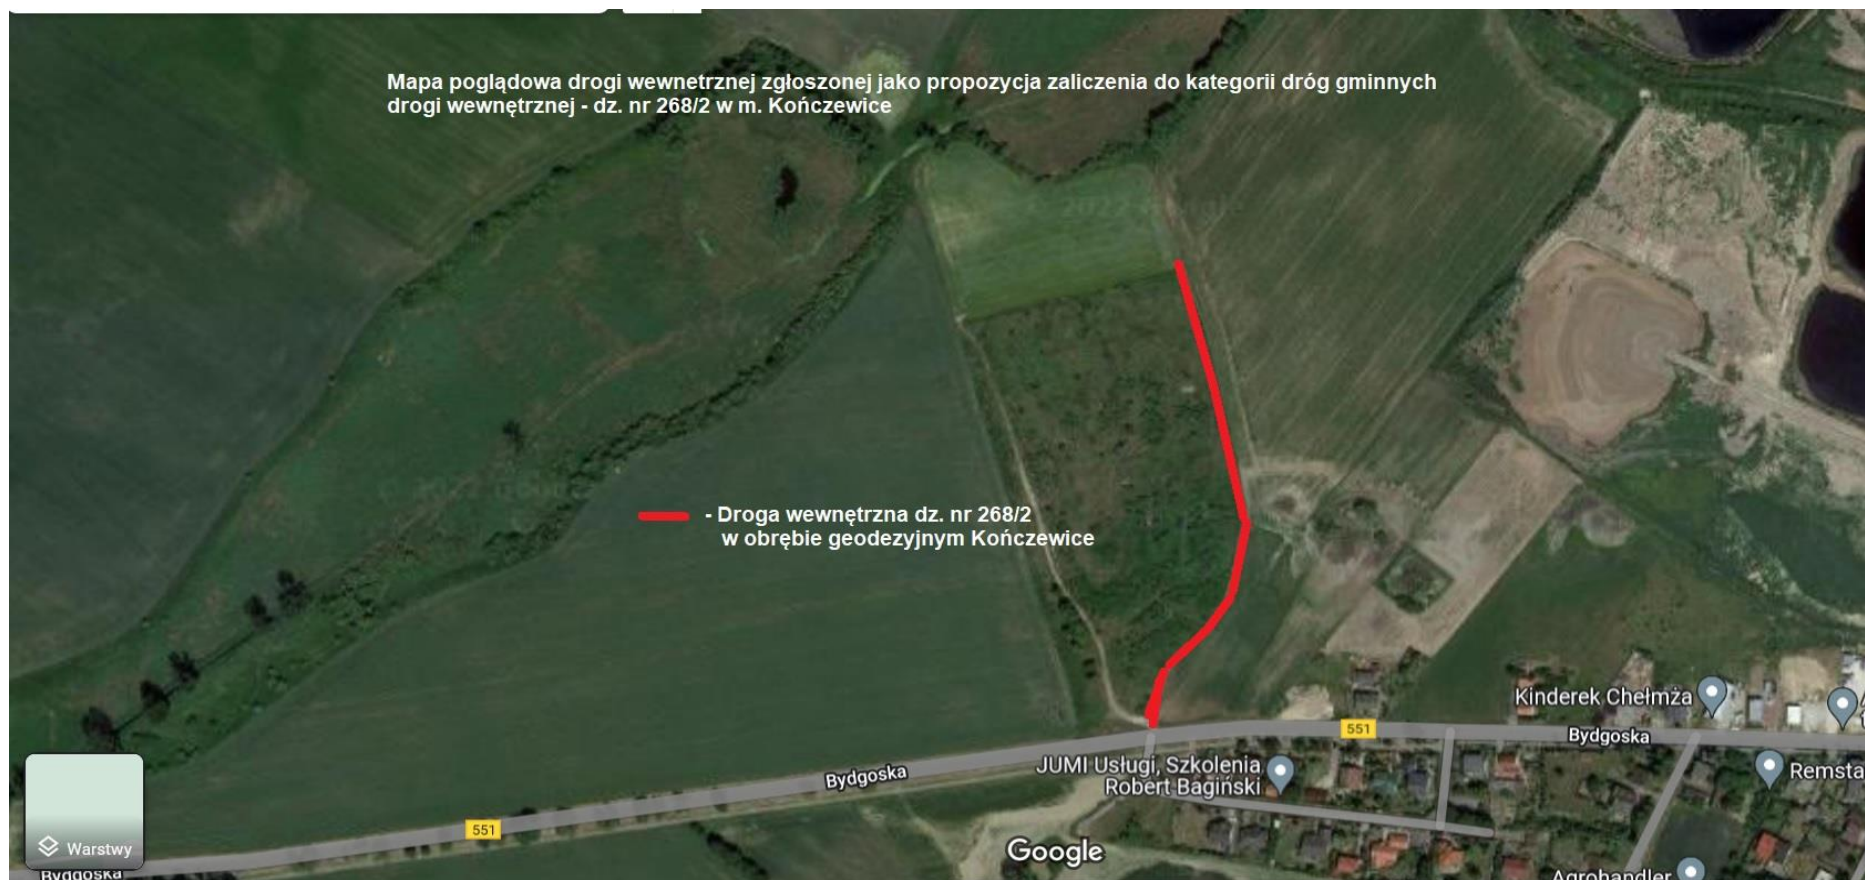 Mapa poglądowa drogi wewnetrznej zgłoszonej jako propozycja zaliczenia do kategorii dróg gminnych
drogi wewnętrznej - dz. nr 268/2 w m. Kończewice
- Droga wewnętrzna dz. nr 268/2
w obrębie geodezyjnym Kończewice
Kinderek Chełmża
551
Bydgoska
JUMI Usługi, Szkolenia
Robert Bagiński
Remsta
Bydgoska
551
Warstwy
Google
Bydgoska
Agrohandler